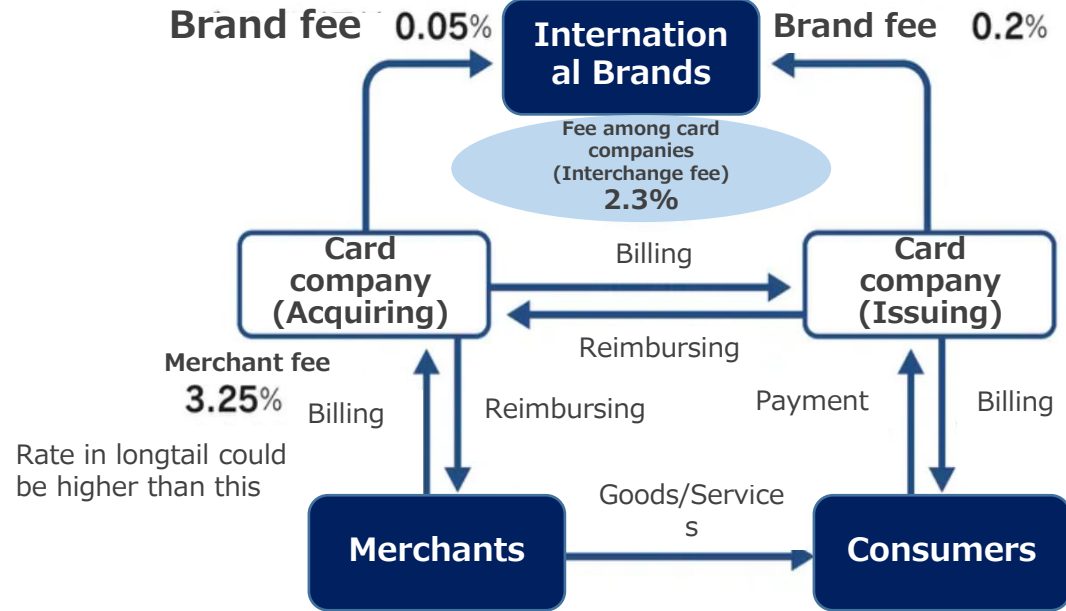 Brand fee 0.05%
Internation
al Brands
Brand fee 0.2%
Fee among card
companies
(Interchange fee)
2.3%
Card
company
(Acquiring)
Billing
Card
company
(Issuing)
Reimbursing
Merchant fee
3.25%
Billing
Reimbursing
Payment
Billing
Rate in longtail could
be higher than this
Goods/Service
s
Merchants
Consumers